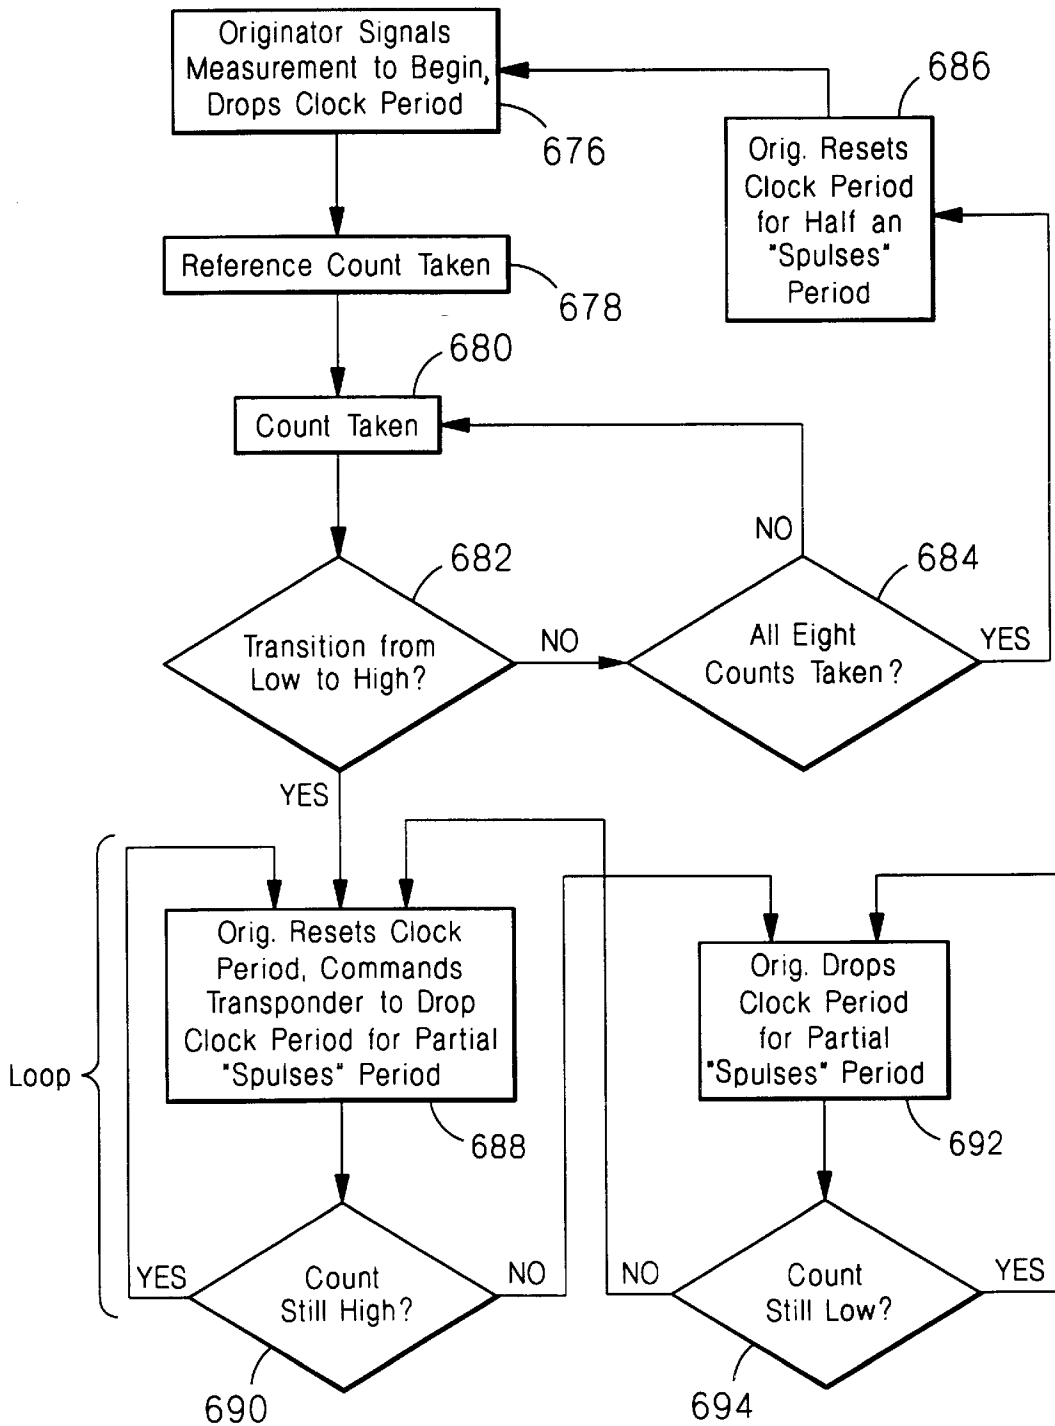 Originator Signals
Measurement to Begin,
Drops Clock Period
676
686
Orig. Resets
Clock Period
for Half an
"Spulses"
Period
Reference Count Taken
678
680
Count Taken
NO
682
684
Transition from
Low to High?
NO
All Eight
Counts Taken?
YES
YES
Loop
Orig. Resets Clock
Period, Commands
Transponder to Drop
Clock Period for Partial
"Spulses" Period
688
Orig. Drops
Clock Period
for Partial
"Spulses" Period
692
YES
Count
Still High?
NO
690
NO
Count
Still Low?
YES
694